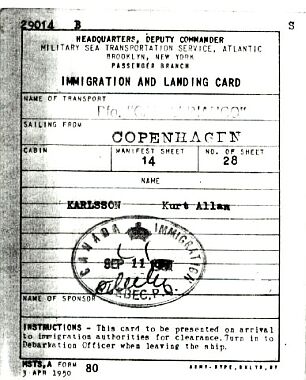 29014 B
S
HEADQUARTERS, DEPUTY COMMANDER
MILITARY SEA TRANSPORTATION SERVICE, ATLANTIC
BROOKLYN, NEW YORK
PASSENGER BRANCH
IMMIGRATION AND LANDING CARD
NAME OF TRANSPORT
SAILING FROM
COPENHAGEN
CABIN
MANIFEST SHEET
NO. OF SHEET
14
28
NAME
KARLSSON Kurt Allan
CANADA IMMIGRATION
SEP 11
QUEBEC, P.Q.
NAME OF SPONSOR
INSTRUCTIONS - This card to be presented on arrival
to immigration authorities for clearance. Turn in to
Debarkation Officer when leaving the ship.
MSTS, A FORM 80
3 APR 1950